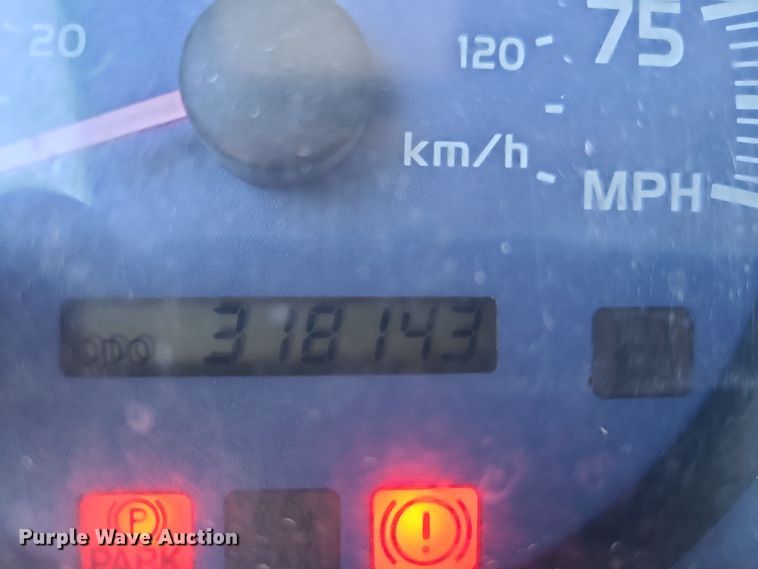 20
120
75
km/h
MPH
ODO 318143
P
PARK
!
Purple Wave Auction